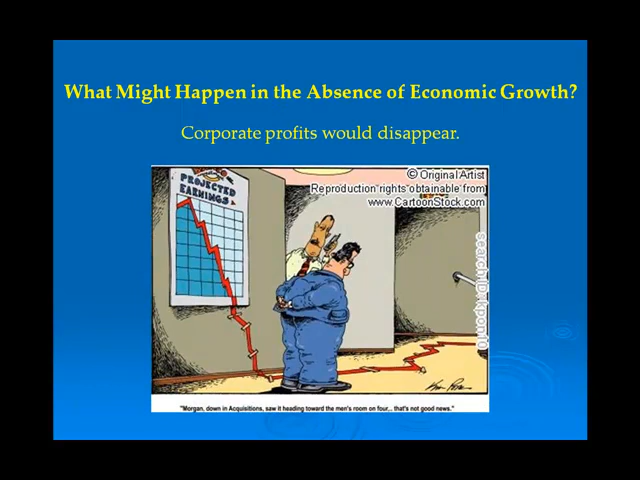 What Might Happen in the Absence of Economic Growth?
Corporate profits would disappear.
© Original Artist
Reproduction rights obtainable from
www.CartoonStock.com
PROJECTED
EARNINGS
"Morgan, down in Acquisitions, saw it heading toward the men's room on four... that's not good news."